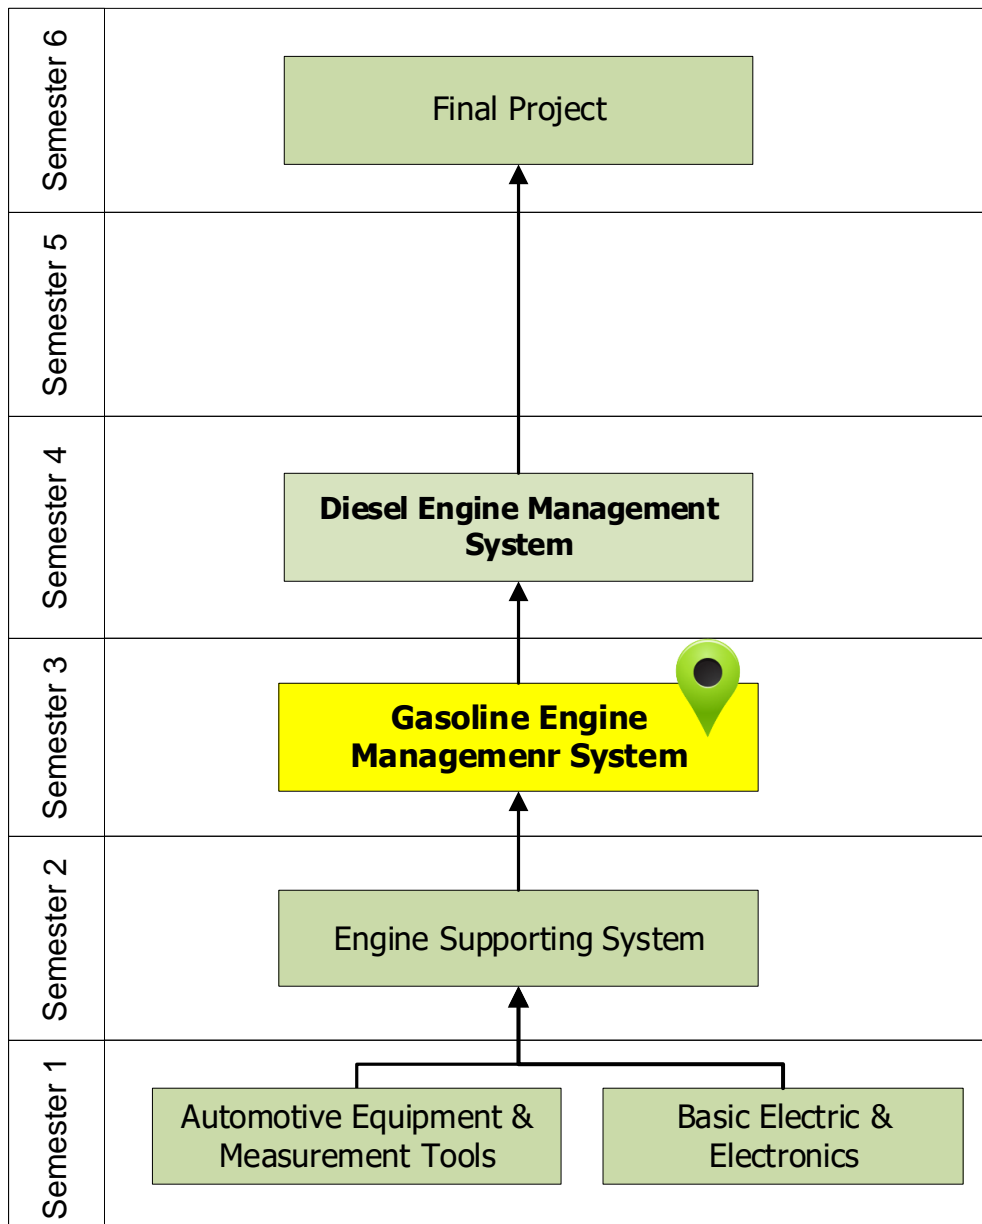 Semester 6
Final Project
Semester 5
Semester 4
Diesel Engine Management
System
Semester 3
Gasoline Engine
Managemenr System
Semester 2
Engine Supporting System
Semester 1
Automotive Equipment &
Measurement Tools
Basic Electric &
Electronics